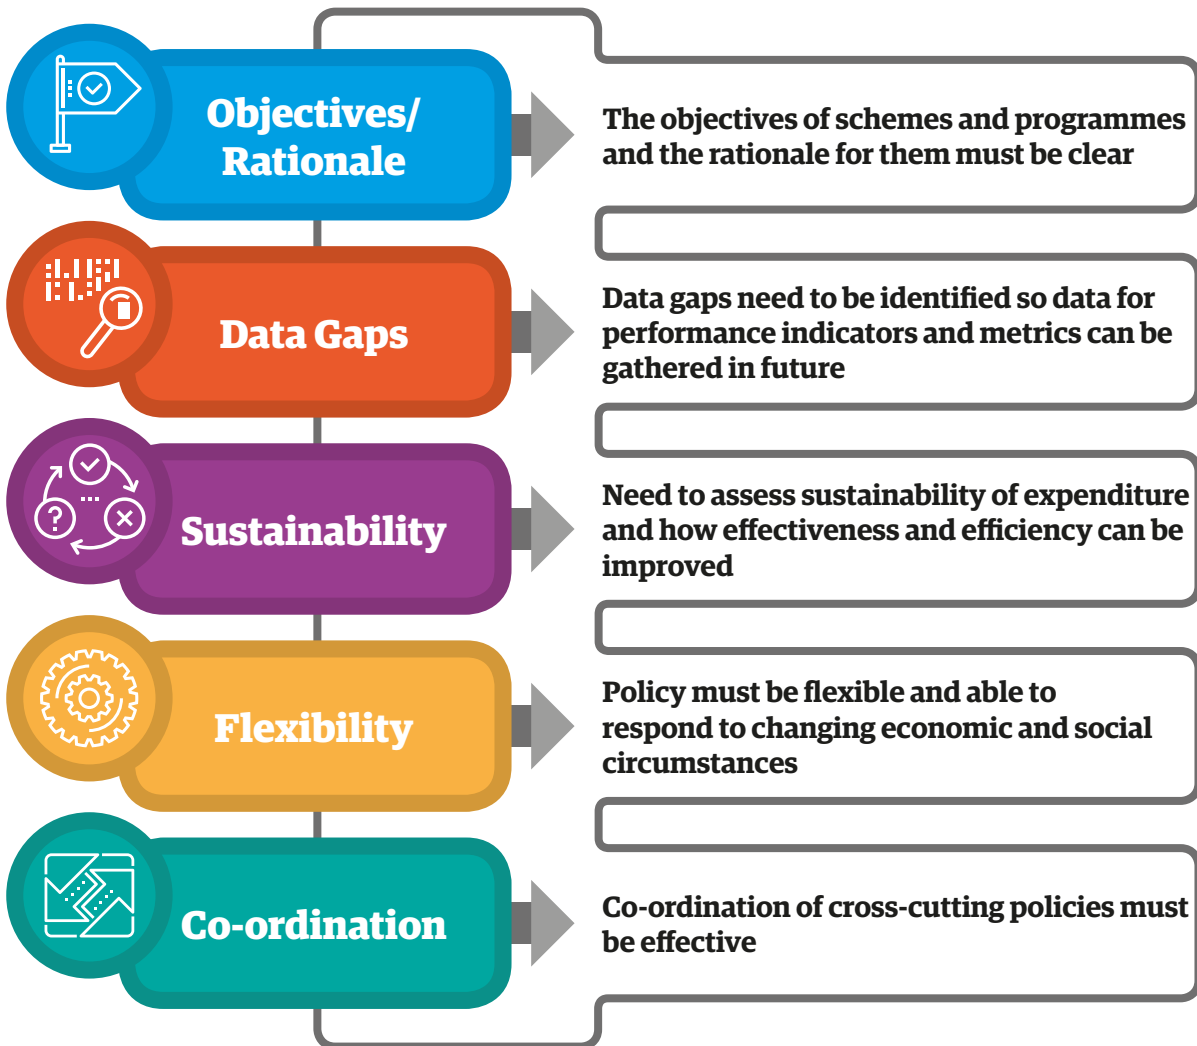 Objectives/
Rationale
The objectives of schemes and programmes
and the rationale for them must be clear
Data Gaps
Data gaps need to be identified so data for
performance indicators and metrics can be
gathered in future
Sustainability
Need to assess sustainability of expenditure
and how effectiveness and efficiency can be
improved
Flexibility
Policy must be flexible and able to
respond to changing economic and social
circumstances
Co-ordination
Co-ordination of cross-cutting policies must
be effective